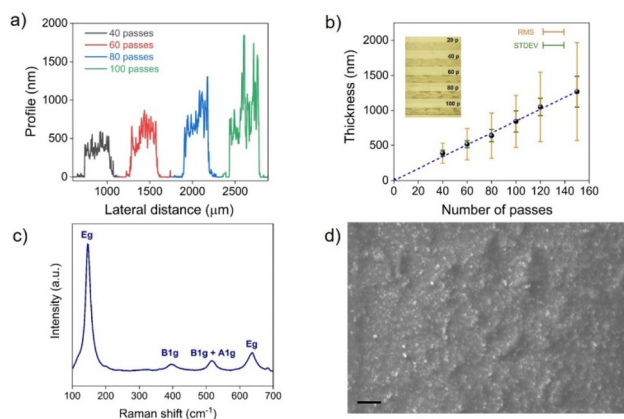 a)
40 passes
60 passes
80 passes
100 passes
Profile (nm)
2000
1500
1000
500
0
1000 1500 2000 2500
Lateral distance (μm)
b)
RMS
STDEV
20 p
40 p
60 p
80 p
100 p
Thickness (nm)
2000
1500
1000
500
0
0 20 40 60 80 100 120 140 160
Number of passes
c)
Eg
B1g
B1g + A1g
Eg
Intensity (a.u.)
100 200 300 400 500 600 700
Raman shift (cm⁻¹)
d)